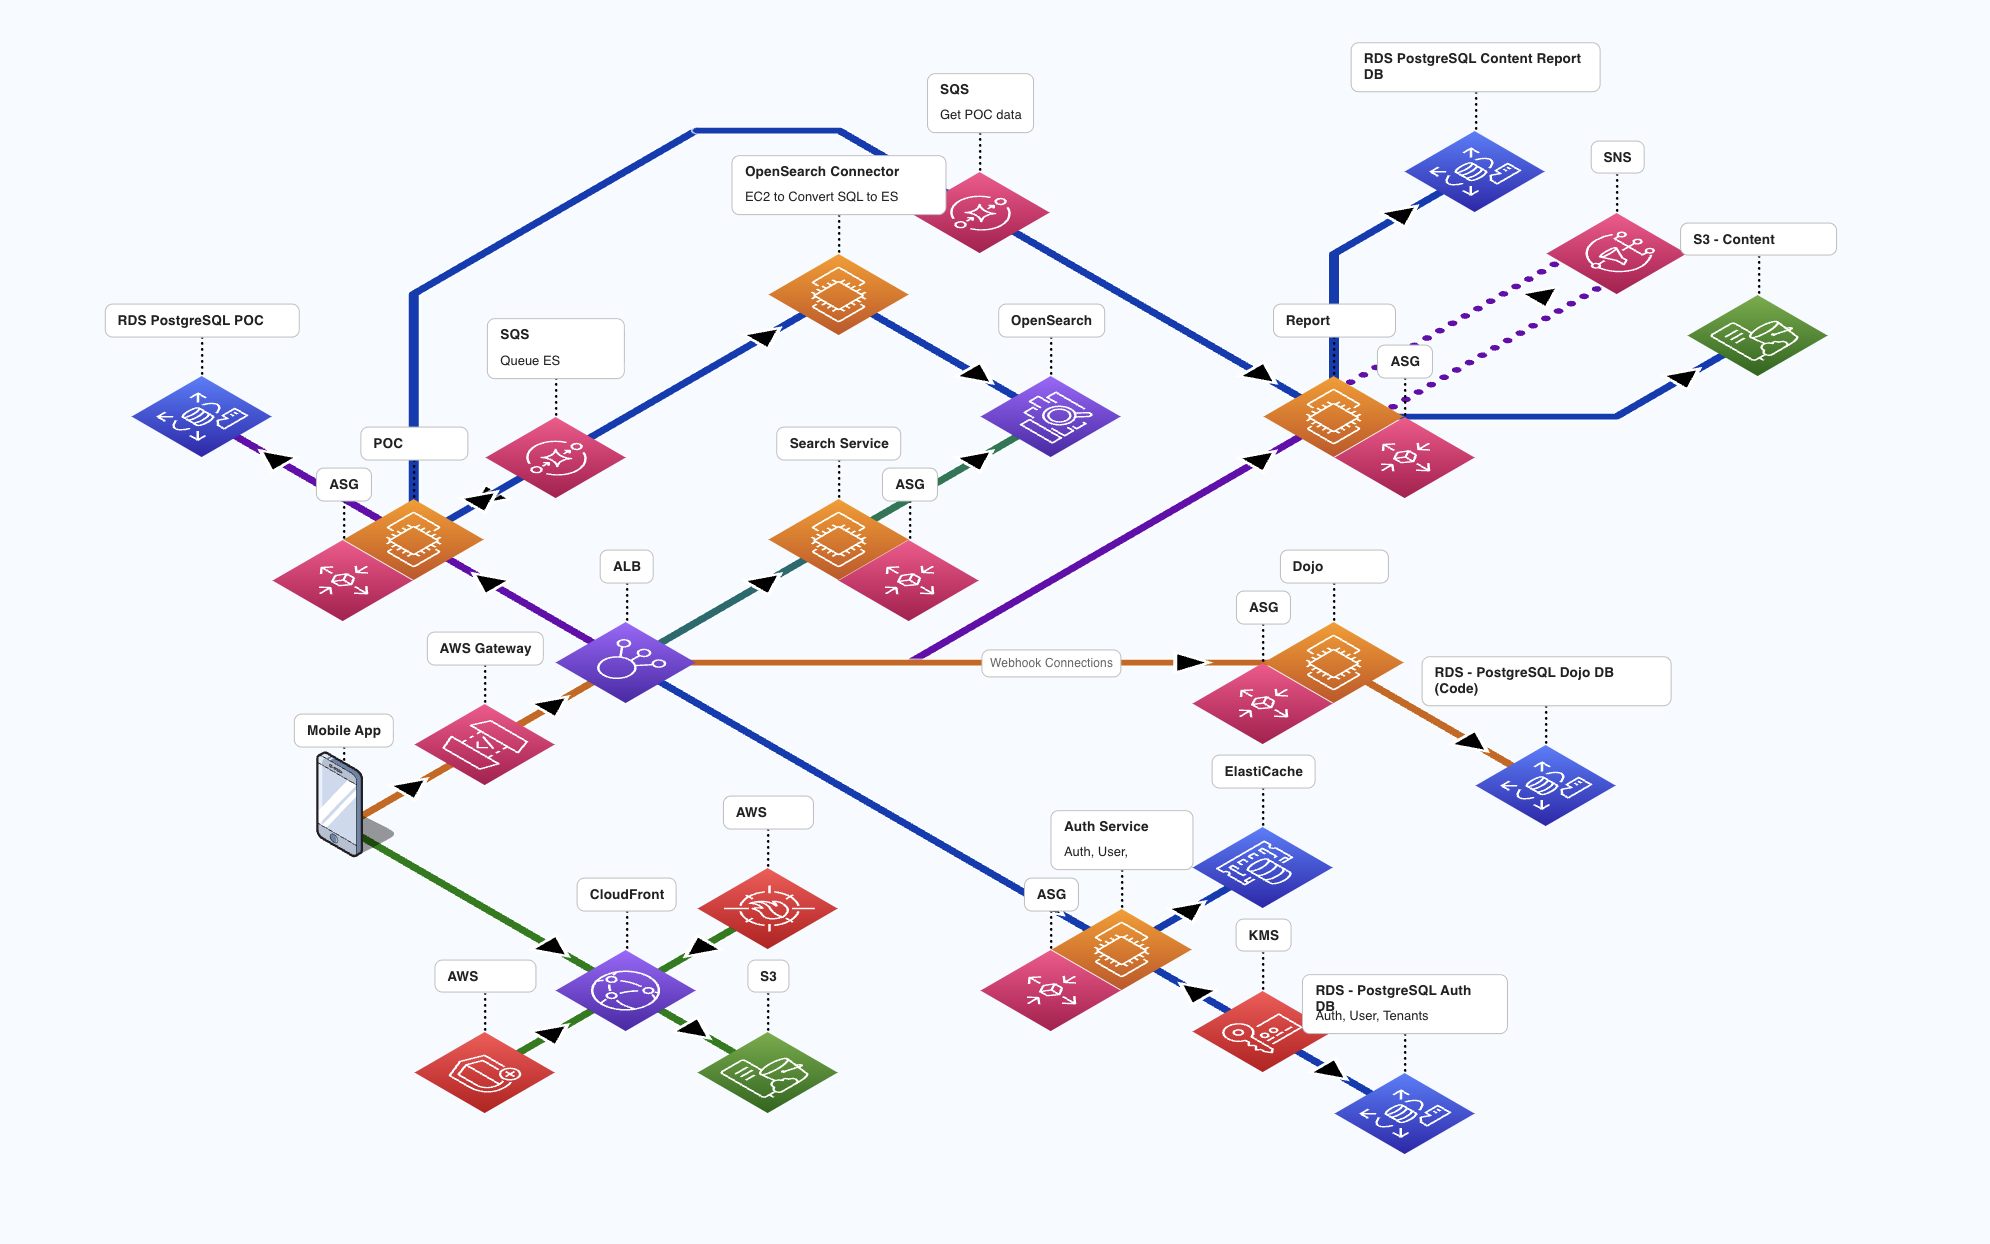 RDS PostgreSQL Content Report
DB
SQS
Get POC data
SNS
OpenSearch Connector
EC2 to Convert SQL to ES
S3 - Content
RDS PostgreSQL POC
SQS
Queue ES
OpenSearch
Report
ASG
POC
Search Service
ASG
ASG
ALB
Dojo
ASG
AWS Gateway
Webhook Connections
RDS - PostgreSQL Dojo DB
(Code)
Mobile App
ElastiCache
AWS
Auth Service
Auth, User,
CloudFront
ASG
KMS
AWS
S3
RDS - PostgreSQL Auth
DB
Auth, User, Tenants